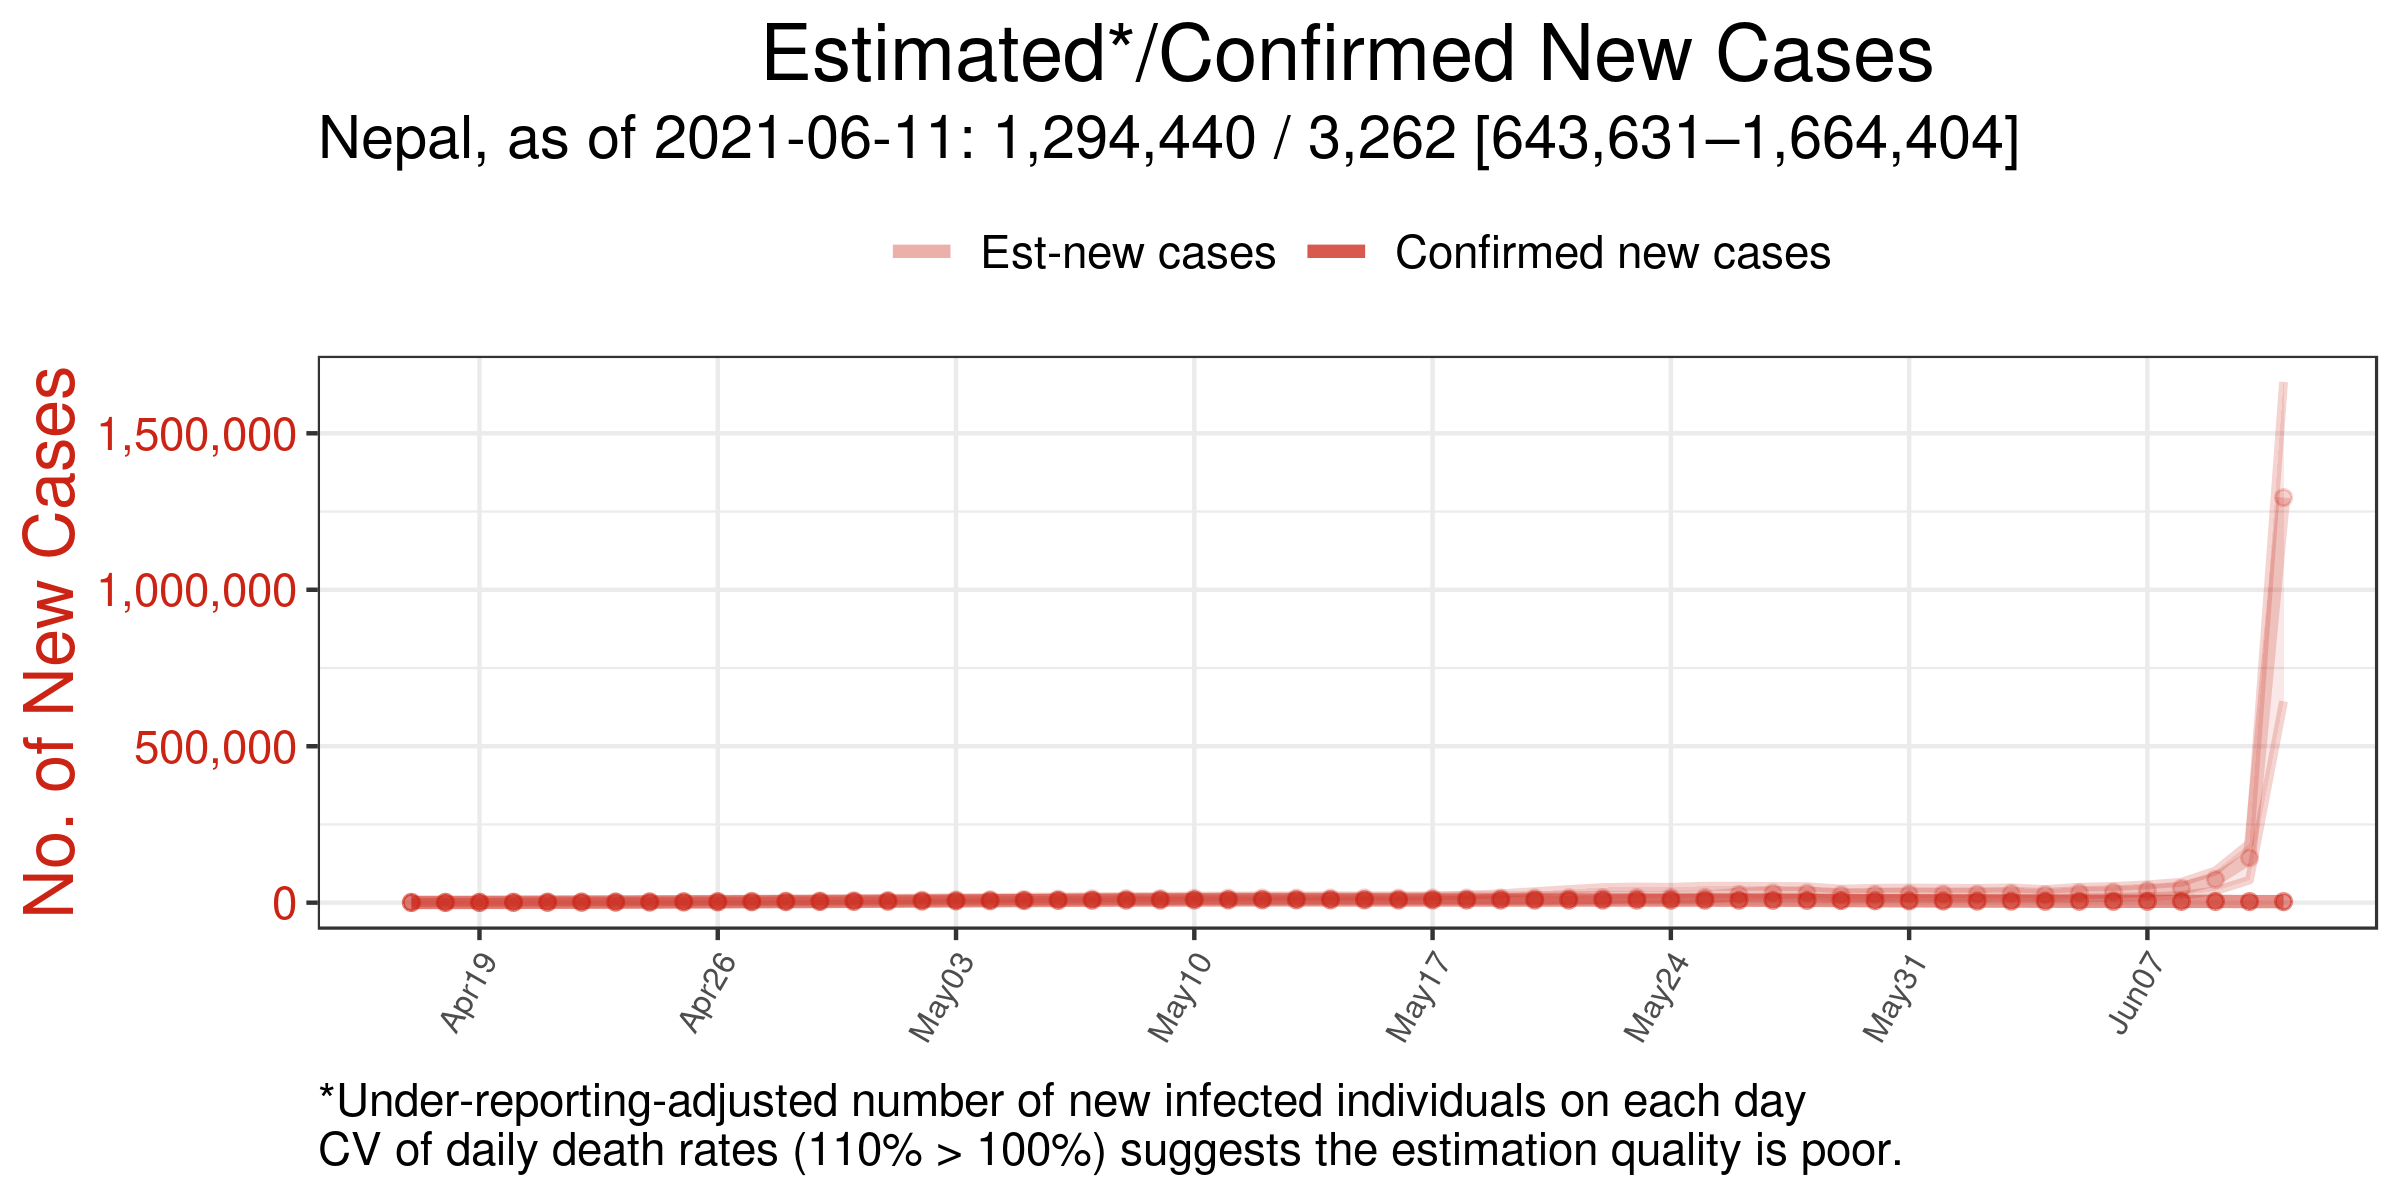 Estimated*/Confirmed New Cases
Nepal, as of 2021-06-11: 1,294,440 / 3,262 [643,631–1,664,404]
Est-new cases
Confirmed new cases
No. of New Cases
1,500,000
1,000,000
500,000
0
Apr19
Apr26
May03
May10
May17
May24
May31
Jun07
*Under-reporting-adjusted number of new infected individuals on each day
CV of daily death rates (110% > 100%) suggests the estimation quality is poor.